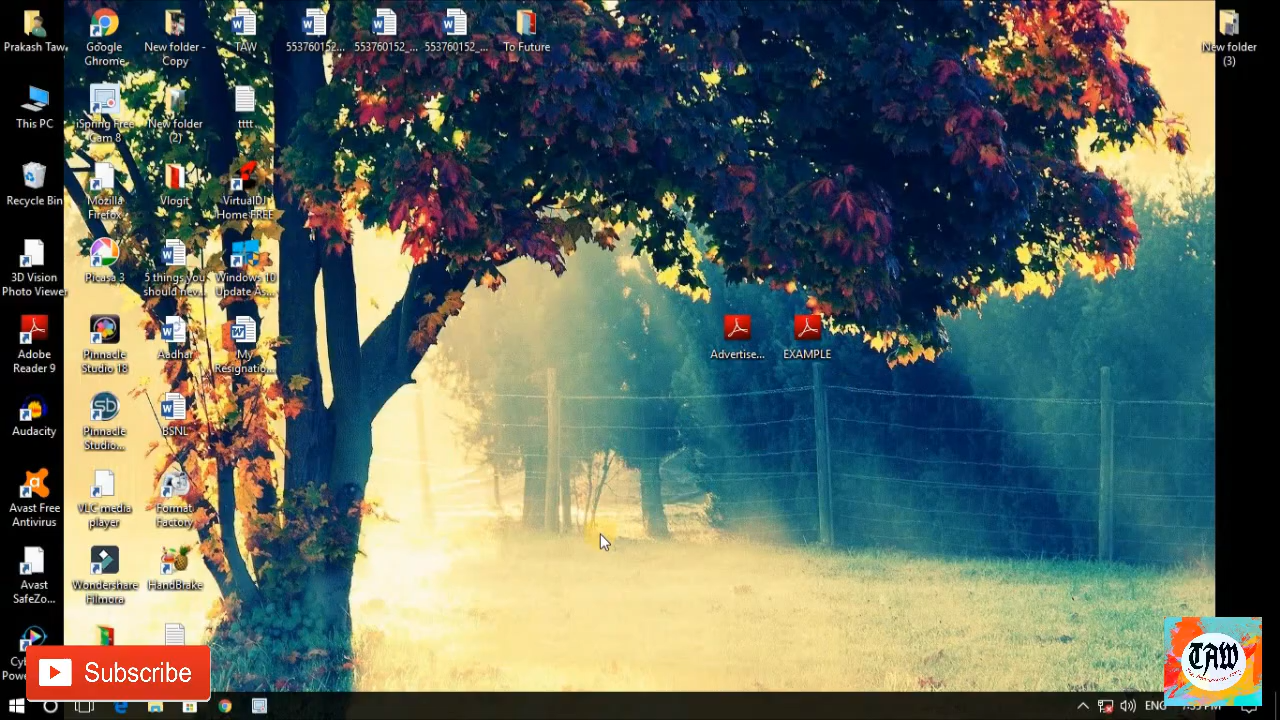 Prakash Taw
Google
Ghrome
New folder -
Copy
TAW
553760152...
553760152_...
553760152_...
To Future
New folder
(3)
This PC
iSpring Free
Cam 8
New folder
(2)
tttt
Recycle Bin
Mozilla
Firefox
Vlogit
VirtualDJ
Home FREE
3D Vision
Photo Viewer
Picasa 3
5 things you
should nev...
Windows 10
Update As...
Adobe
Reader 9
Pinnacle
Studio 18
Aadhar
My
Resignatio...
Advertise...
EXAMPLE
Audacity
Pinnacle
Studio...
BSNL
Avast Free
Antivirus
VLC media
player
Format
Factory
Avast
SafeZo...
Wondershare
Filmora
HandBrake
Subscribe
TAW
ENG